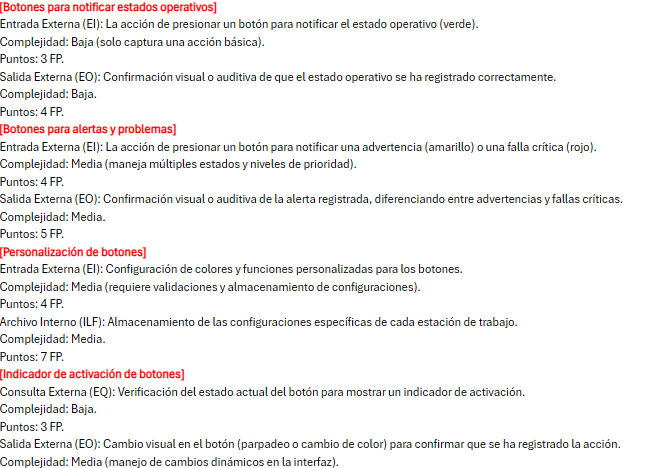 [Botones para notificar estados operativos]
Entrada Externa (EI): La acción de presionar un botón para notificar el estado operativo (verde).
Complejidad: Baja (solo captura una acción básica).
Puntos: 3 FP.
Salida Externa (EO): Confirmación visual o auditiva de que el estado operativo se ha registrado correctamente.
Complejidad: Baja.
Puntos: 4 FP.
[Botones para alertas y problemas]
Entrada Externa (EI): La acción de presionar un botón para notificar una advertencia (amarillo) o una falla crítica (rojo).
Complejidad: Media (maneja múltiples estados y niveles de prioridad).
Puntos: 4 FP.
Salida Externa (EO): Confirmación visual o auditiva de la alerta registrada, diferenciando entre advertencias y fallas críticas.
Complejidad: Media.
Puntos: 5 FP.
[Personalización de botones]
Entrada Externa (EI): Configuración de colores y funciones personalizadas para los botones.
Complejidad: Media (requiere validaciones y almacenamiento de configuraciones).
Puntos: 4 FP.
Archivo Interno (ILF): Almacenamiento de las configuraciones específicas de cada estación de trabajo.
Complejidad: Media.
Puntos: 7 FP.
[Indicador de activación de botones]
Consulta Externa (EQ): Verificación del estado actual del botón para mostrar un indicador de activación.
Complejidad: Baja.
Puntos: 3 FP.
Salida Externa (EO): Cambio visual en el botón (parpadeo o cambio de color) para confirmar que se ha registrado la acción.
Complejidad: Media (manejo de cambios dinámicos en la interfaz).